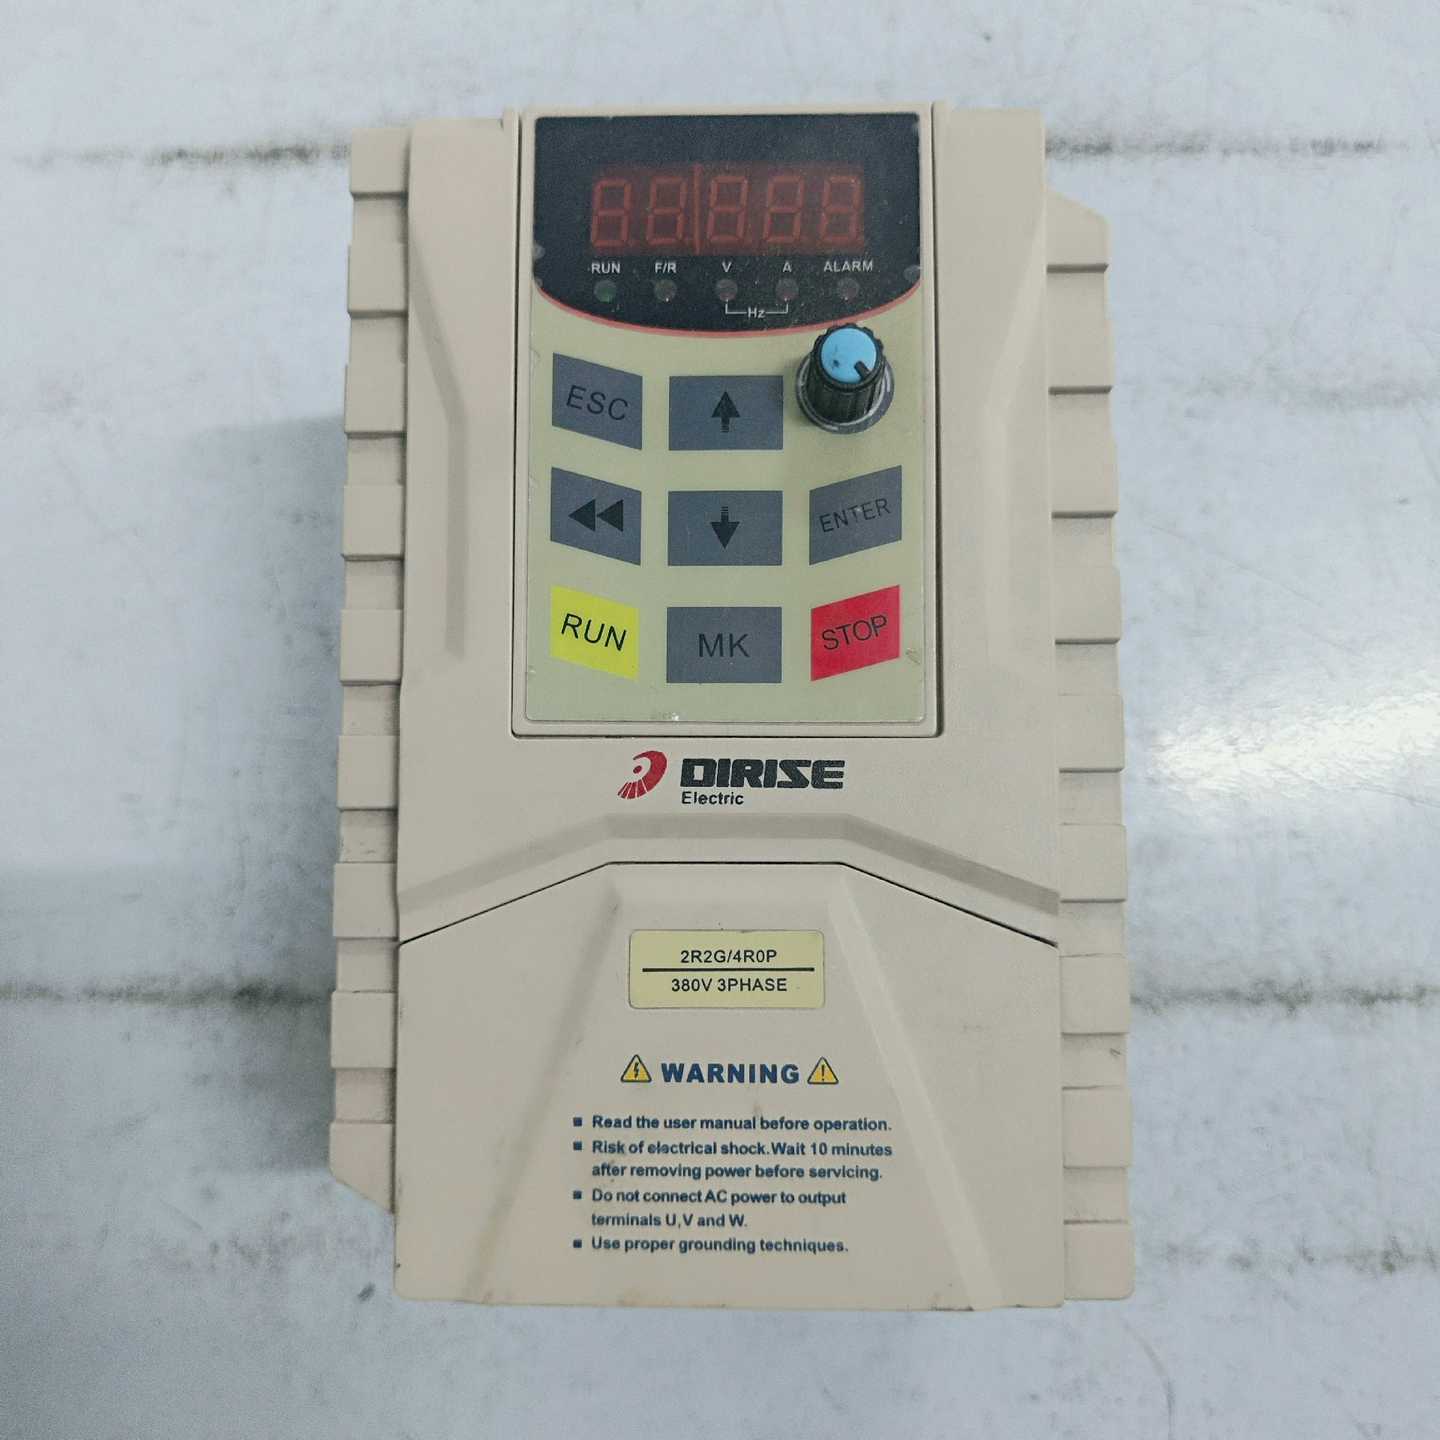 RUN F/R V A ALARM
Hz
ESC
ENTER
RUN MK STOP
DIRISE
Electric
2R2G/4R0P
380V 3PHASE
WARNING
Read the user manual before operation.
Risk of electrical shock.Wait 10 minutes
after removing power before servicing.
Do not connect AC power to output
terminals U,V and W.
Use proper grounding techniques.